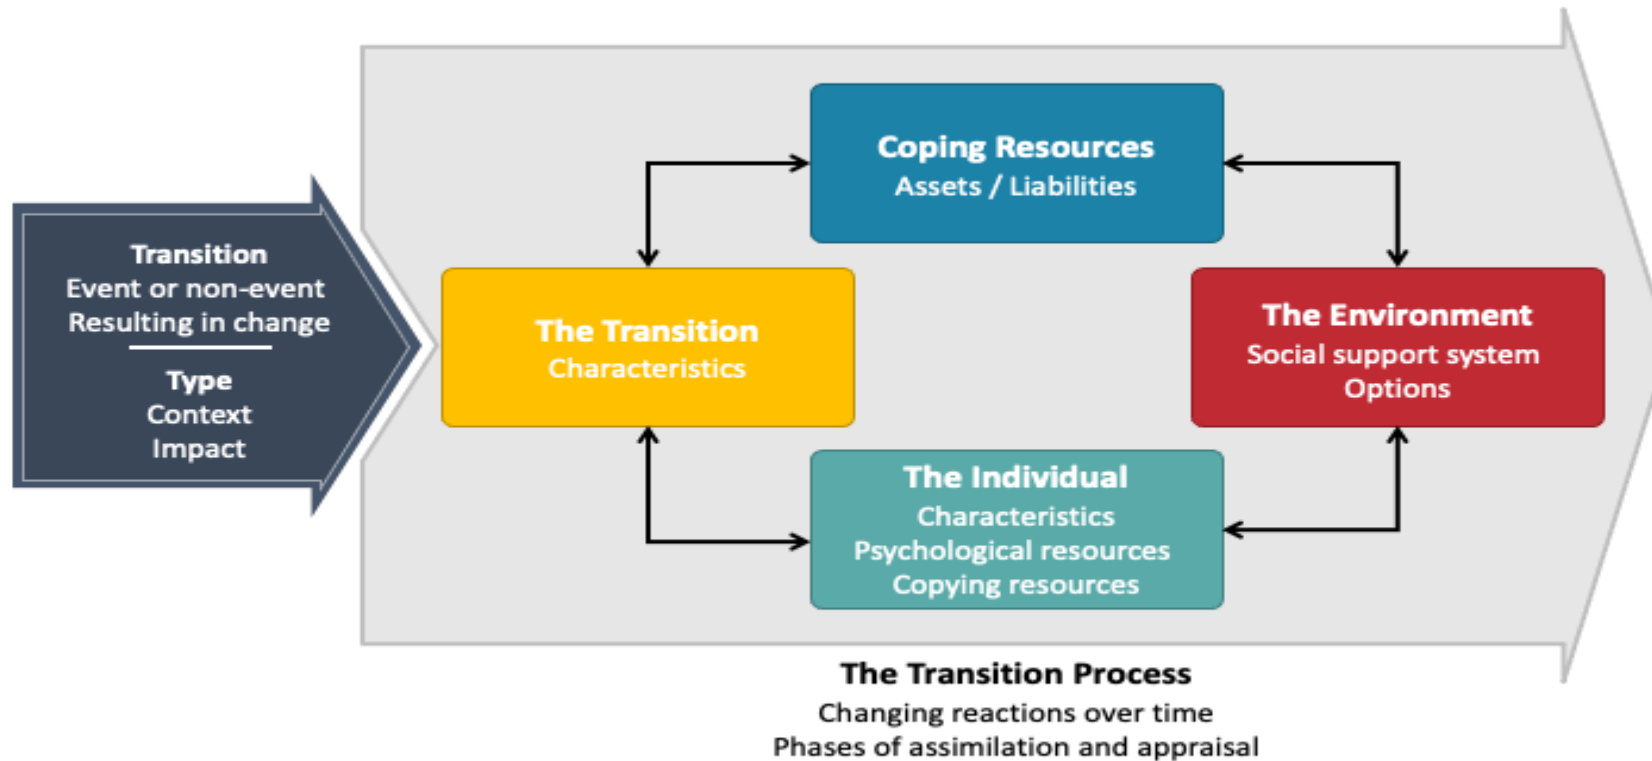 Transition
Event or non-event
Resulting in change
Type
Context
Impact
Coping Resources
Assets / Liabilities
The Transition
Characteristics
The Environment
Social support system
Options
The Individual
Characteristics
Psychological resources
Copying resources
The Transition Process
Changing reactions over time
Phases of assimilation and appraisal